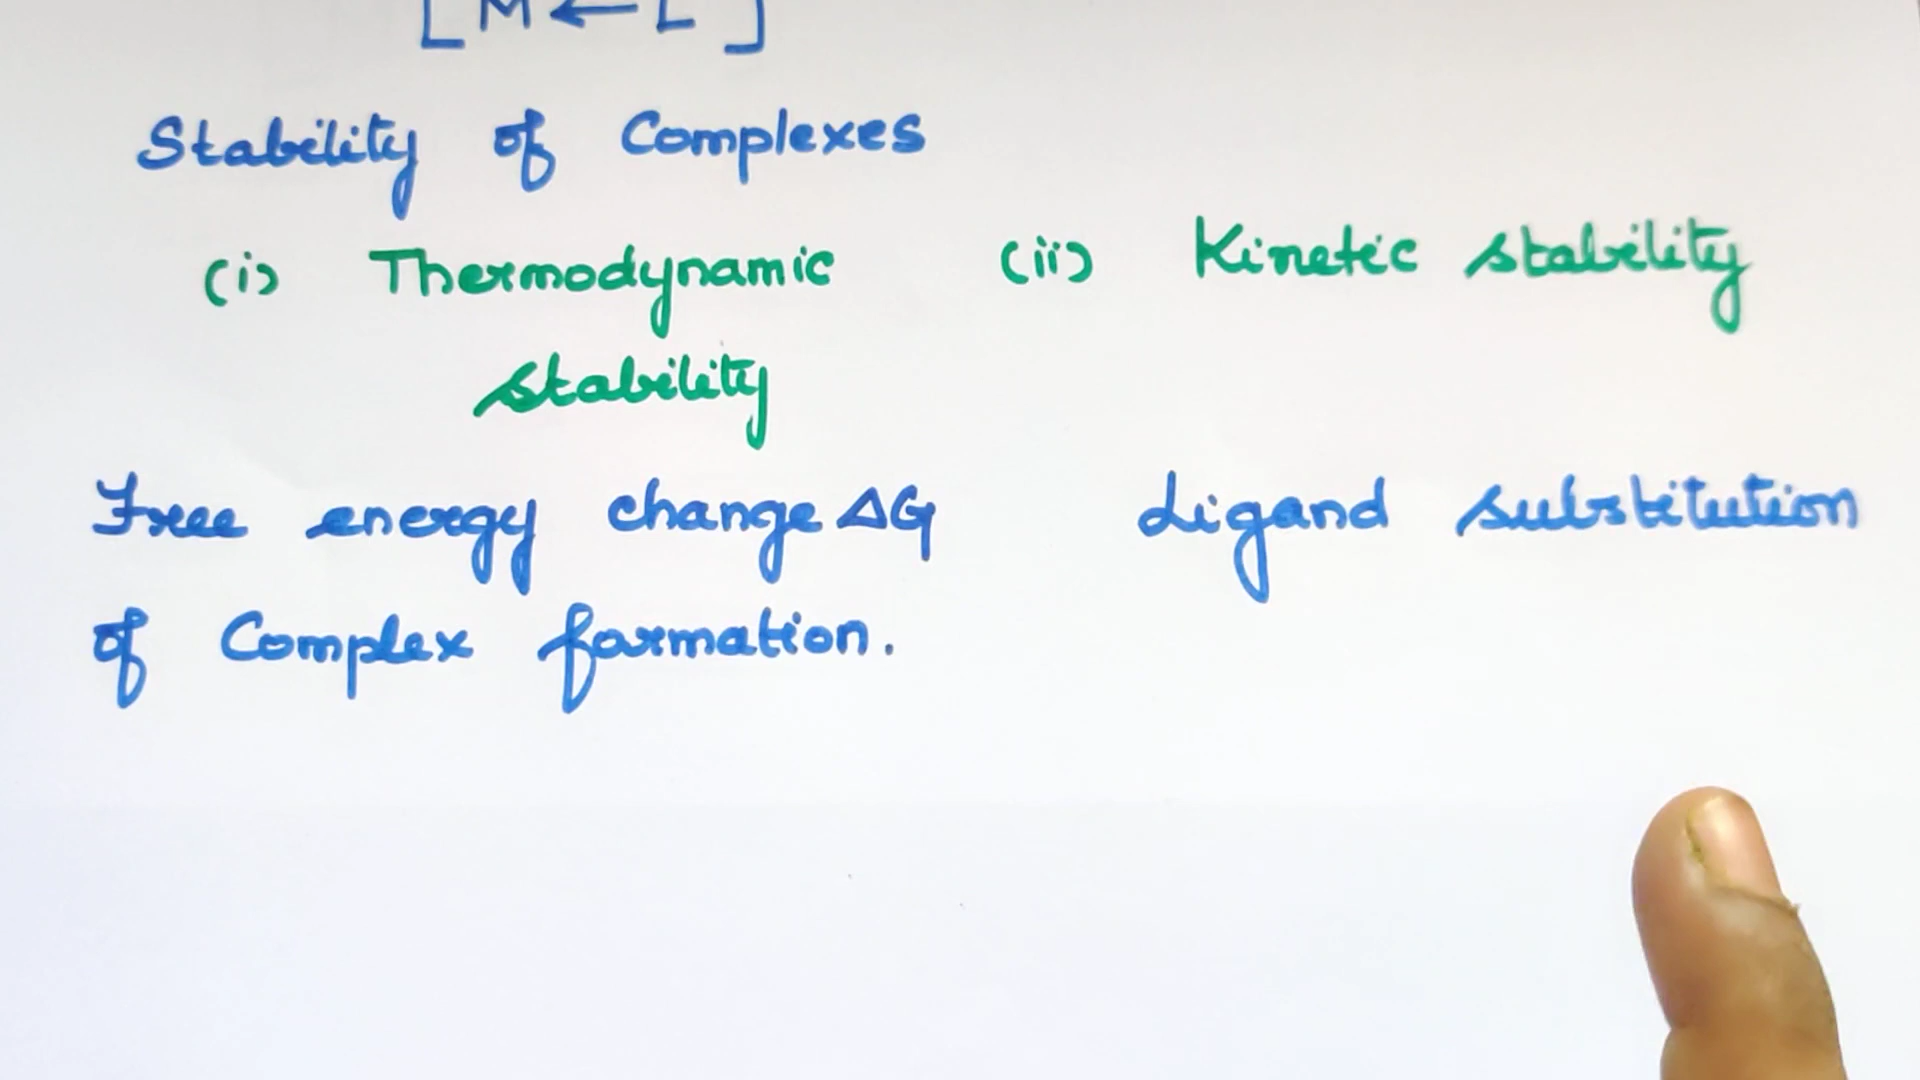 [M←L]
Stability of Complexes
(i) Thermodynamic (ii) Kinetic stability
stability
Free energy change ΔG Ligand substitution
of Complex formation.